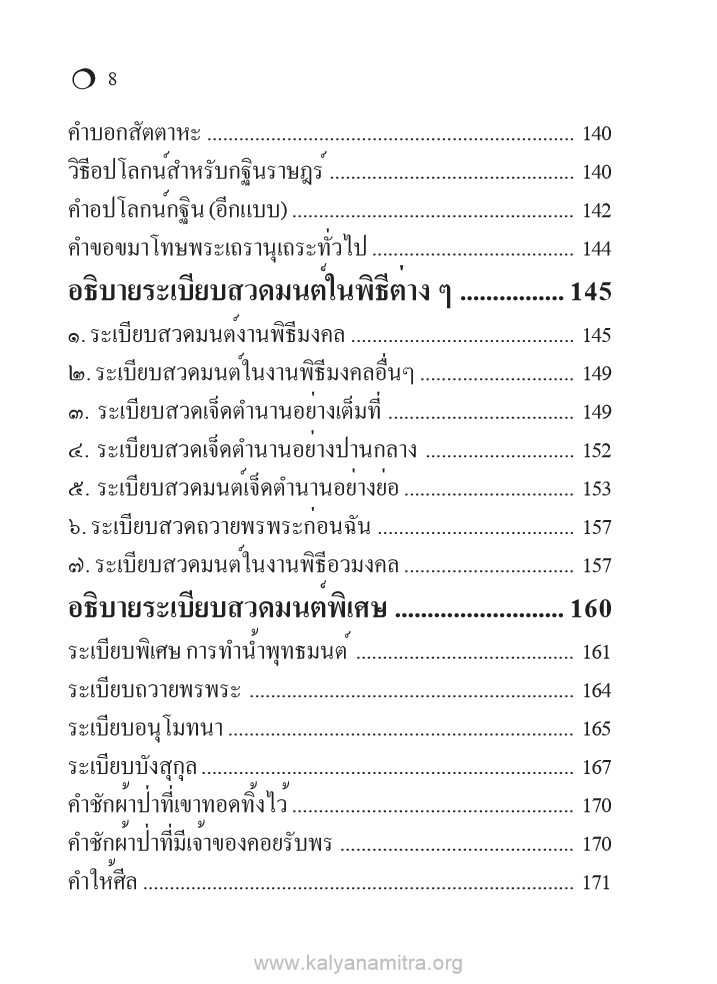 8
คำบอกสัตตาหะ ..................................................................... 140
วิธีอปโลกน์สำหรับกฐินราษฎร์ .............................................. 140
คำอปโลกน์กฐิน (อีกแบบ) ..................................................... 142
คำขอขมาโทษพระเถรานุเถระทั่วไป ...................................... 144
อธิบายระเบียบสวดมนต์ในพิธีต่าง ๆ ................ 145
๑. ระเบียบสวดมนต์งานพิธีมงคล .......................................... 145
๒. ระเบียบสวดมนต์ในงานพิธีมงคลอื่นๆ ............................. 149
๓. ระเบียบสวดเจ็ดตำนานอย่างเต็มที่ ................................... 149
๔. ระเบียบสวดเจ็ดตำนานอย่างปานกลาง ............................ 152
๕. ระเบียบสวดมนต์เจ็ดตำนานอย่างย่อ ................................ 153
๖. ระเบียบสวดถวายพรพระก่อนฉัน ..................................... 157
๗. ระเบียบสวดมนต์ในงานพิธีอวมงคล ................................ 157
อธิบายระเบียบสวดมนต์พิเศษ .......................... 160
ระเบียบพิเศษ การทำน้ำพุทธมนต์ ......................................... 161
ระเบียบถวายพรพระ ............................................................. 164
ระเบียบอนุโมทนา ................................................................. 165
ระเบียบบังสุกุล ...................................................................... 167
คำชักผ้าป่าที่เขาทอดทิ้งไว้ ..................................................... 170
คำชักผ้าป่าที่มีเจ้าของคอยรับพร ............................................ 170
คำให้ศีล ................................................................................. 171
www.kalyanamitra.org